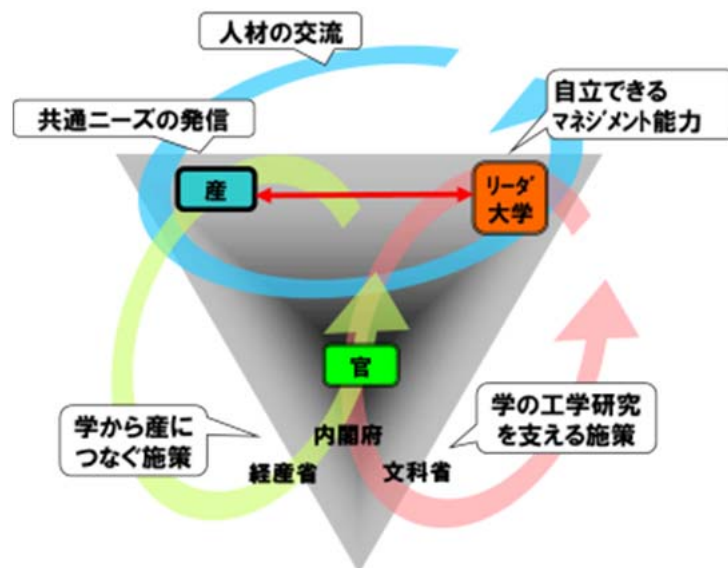 人材の交流
共通ニーズの発信
自立できる
マネジメント能力
産
リーダ
大学
官
学から産に
つなぐ施策
内閣府
経産省
文科省
学の工学研究
を支える施策